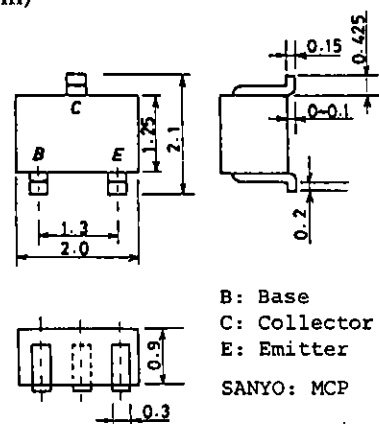 m)
0.15
0.425
C
1.25
2.1
0~0.1
B E
1.3
2.0
0.2
B: Base
C: Collector
E: Emitter
0.9
SANYO: MCP
0.3